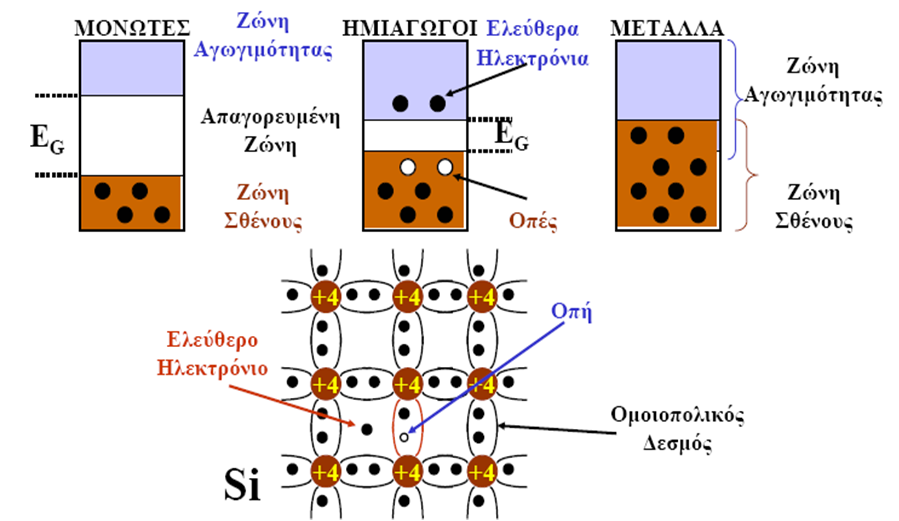 ΜΟΝΩΤΕΣ
Ζώνη
Αγωγιμότητας
ΗΜΙΑΓΩΓΟΙ
Ελεύθερα
Ηλεκτρόνια
ΜΕΤΑΛΛΑ
Ζώνη
Αγωγιμότητας
E_G
Απαγορευμένη
Ζώνη
E_G
Ζώνη
Σθένους
Οπές
Ζώνη
Σθένους
+4 +4 +4
Οπή
Ελεύθερο
Ηλεκτρόνιο
+4 +4 +4
Ομοιοπολικός
Δεσμός
+4 +4 +4
Si